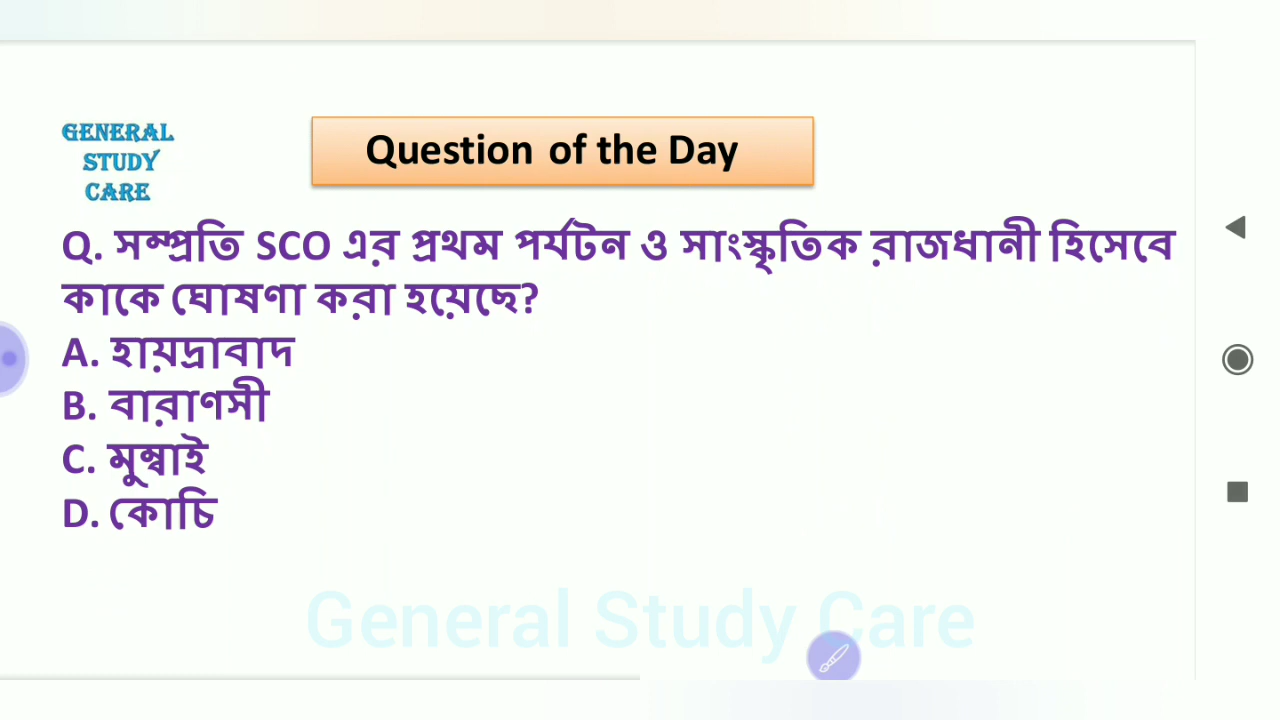 GENERAL
STUDY
CARE
Question of the Day
Q. সম্প্রতি SCO এর প্রথম পর্যটন ও সাংস্কৃতিক রাজধানী হিসেবে
কাকে ঘোষণা করা হয়েছে?
A. হায়দ্রাবাদ
B. বারাণসী
C. মুম্বাই
D. কোচি
General Study Care